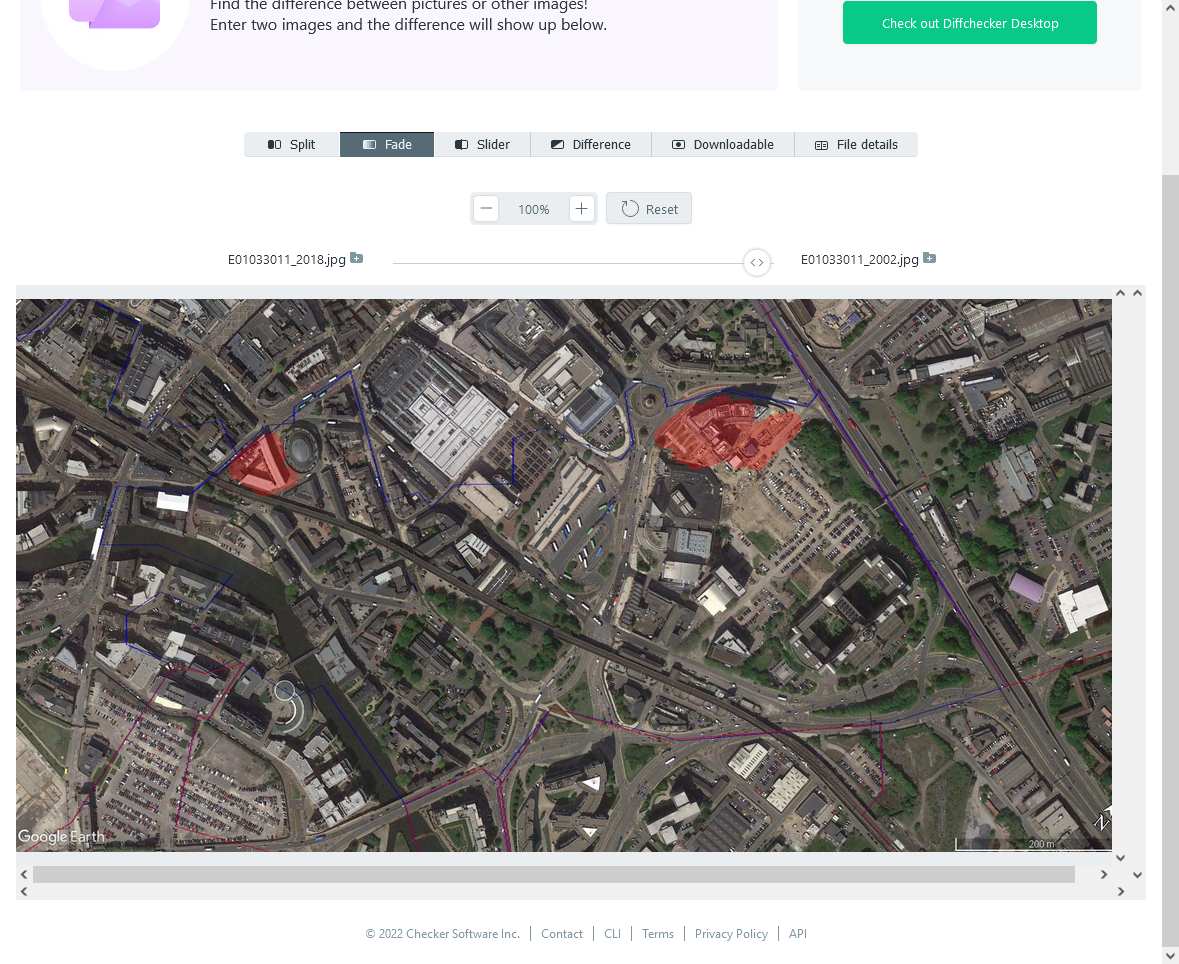 Find the difference between pictures or other images!
Enter two images and the difference will show up below.
Check out Diffchecker Desktop
Split
Fade
Slider
Difference
Downloadable
File details
100%
Reset
E01033011_2018.jpg
E01033011_2002.jpg
Google Earth
N
200 m
© 2022 Checker Software Inc.
Contact
CLI
Terms
Privacy Policy
API